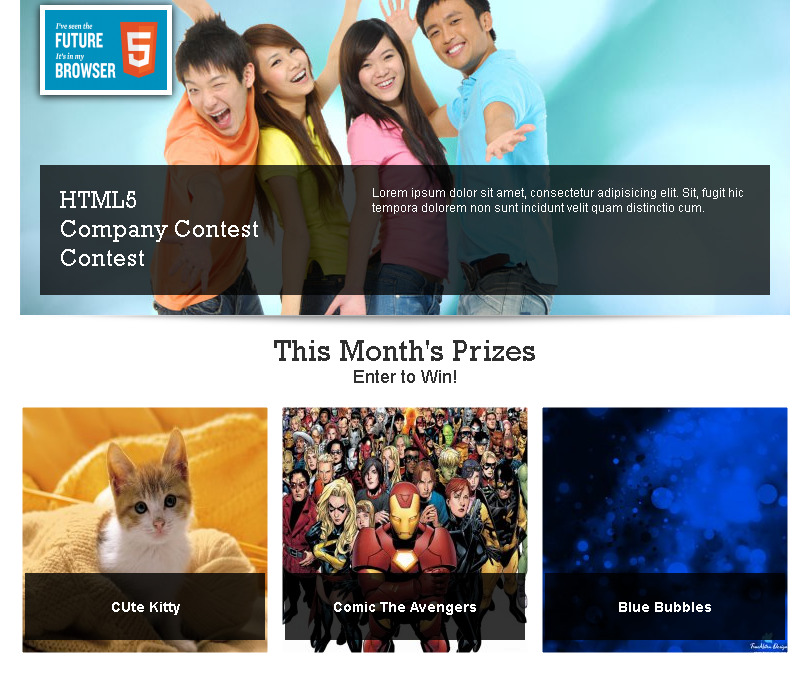 I've seen the
FUTURE
It's in my
BROWSER
5
HTML5
Company Contest
Contest
Lorem ipsum dolor sit amet, consectetur adipisicing elit. Sit, fugit hic
tempora dolorem non sunt incidunt velit quam distinctio cum.
This Month's Prizes
Enter to Win!
CUte Kitty
Comic The Avengers
Blue Bubbles